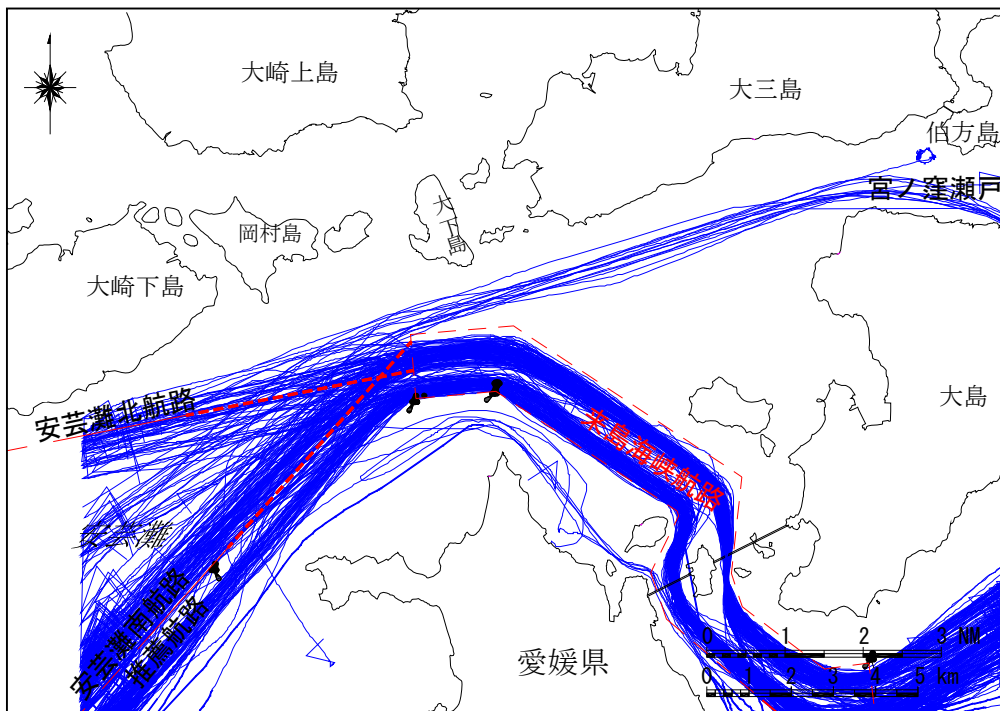 大崎上島
大三島
伯方島
宮ノ窪瀬戸
大下島
岡村島
大崎下島
安芸灘北航路
来島海峡航路
大島
安芸灘
安芸灘南航路
推薦航路
愛媛県
0 1 2 3 NM
0 1 2 3 4 5 km